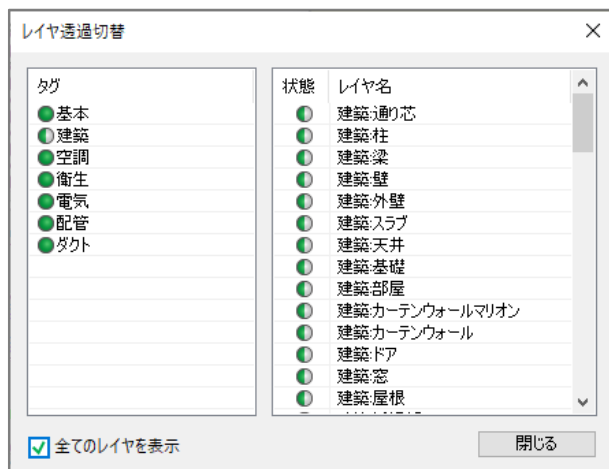 レイヤ透過切替
タグ
基本
建築
空調
衛生
電気
配管
ダクト
状態 レイヤ名
建築:通り芯
建築:柱
建築:梁
建築:壁
建築:外壁
建築:スラブ
建築:天井
建築:基礎
建築:部屋
建築:カーテンウォールマリオン
建築:カーテンウォール
建築:ドア
建築:窓
建築:屋根
全てのレイヤを表示
閉じる